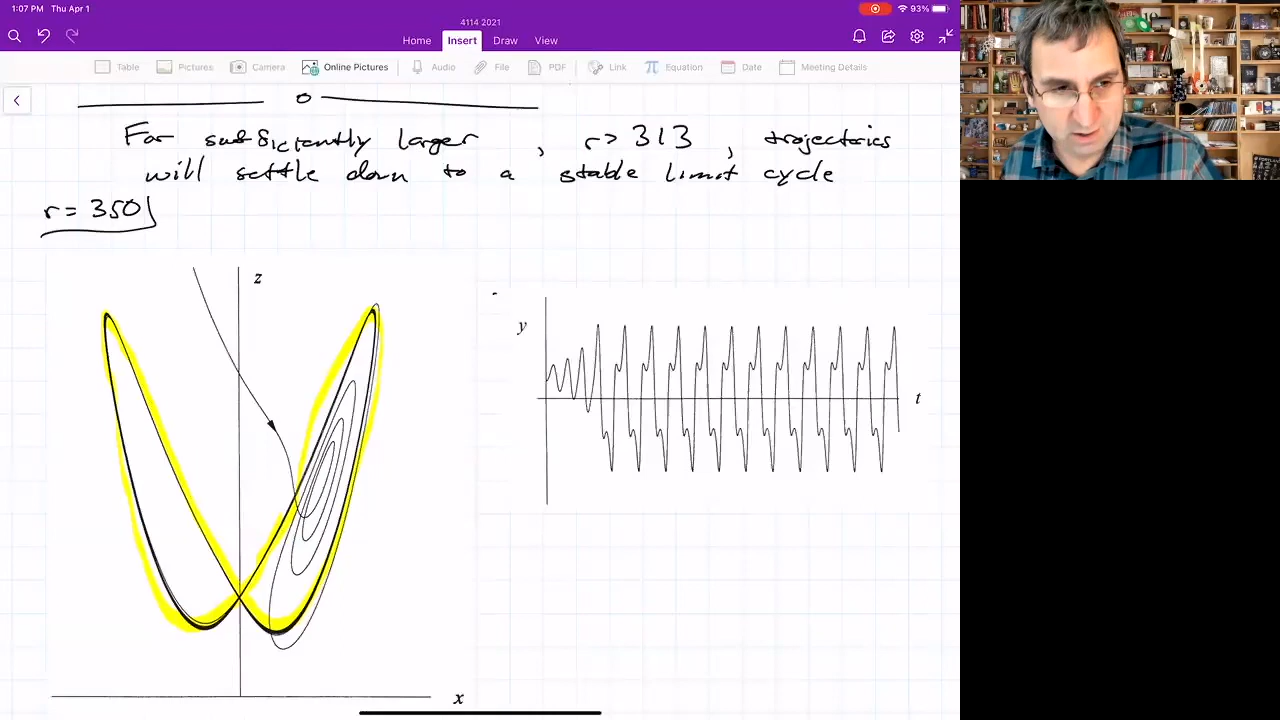 1:07 PM Thu Apr 1
93%
4114 2021
Home Insert Draw View
Table Pictures Camera Online Pictures Audio File PDF Link Equation Date Meeting Details
For sufficiently larger , r > 313 , trajectories
will settle down to a stable limit cycle
r = 350
z
x
y
t